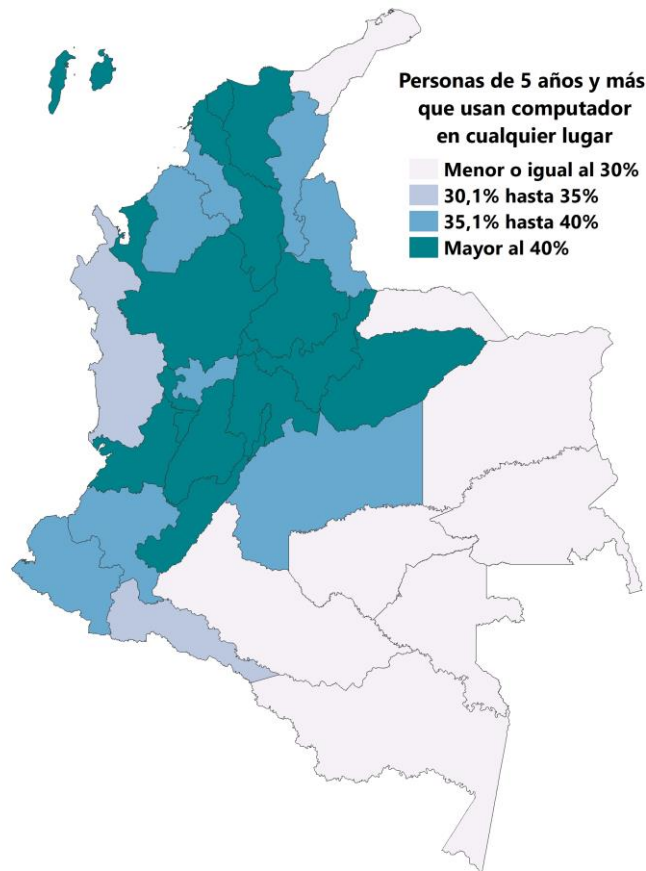 Personas de 5 años y más
que usan computador
en cualquier lugar
Menor o igual al 30%
30,1% hasta 35%
35,1% hasta 40%
Mayor al 40%